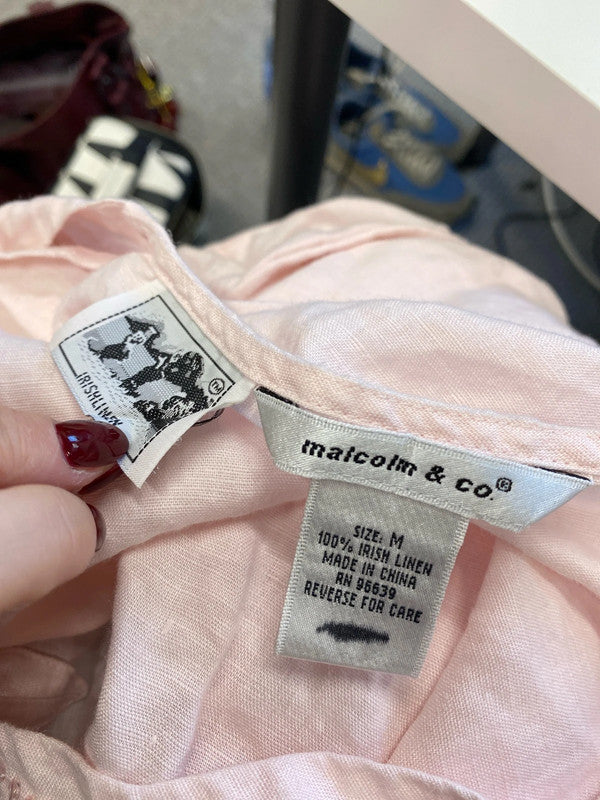 IRISH LINEN
malcolm & co.®
SIZE: M
100% IRISH LINEN
MADE IN CHINA
RN 96639
REVERSE FOR CARE